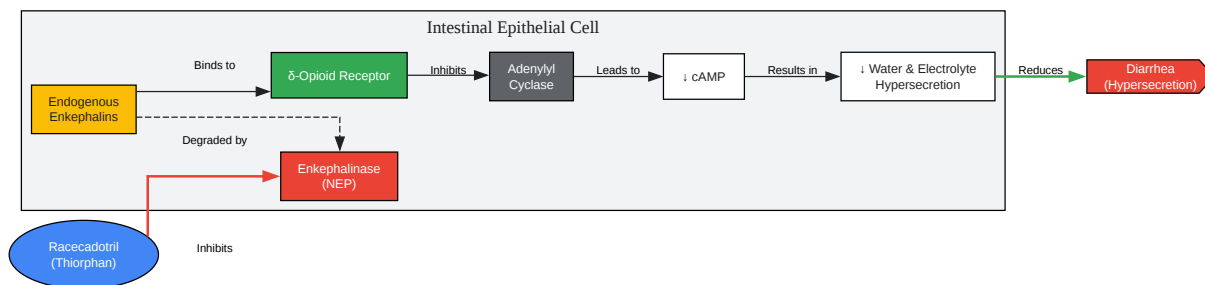 Intestinal Epithelial Cell
Binds to
δ-Opioid Receptor
Inhibits
Adenylyl
Cyclase
Leads to
↓ cAMP
Results in
↓ Water & Electrolyte
Hypersecretion
Reduces
Diarrhea
(Hypersecretion)
Endogenous
Enkephalins
Degraded by
Enkephalinase
(NEP)
Racecadotril
(Thiorphan)
Inhibits